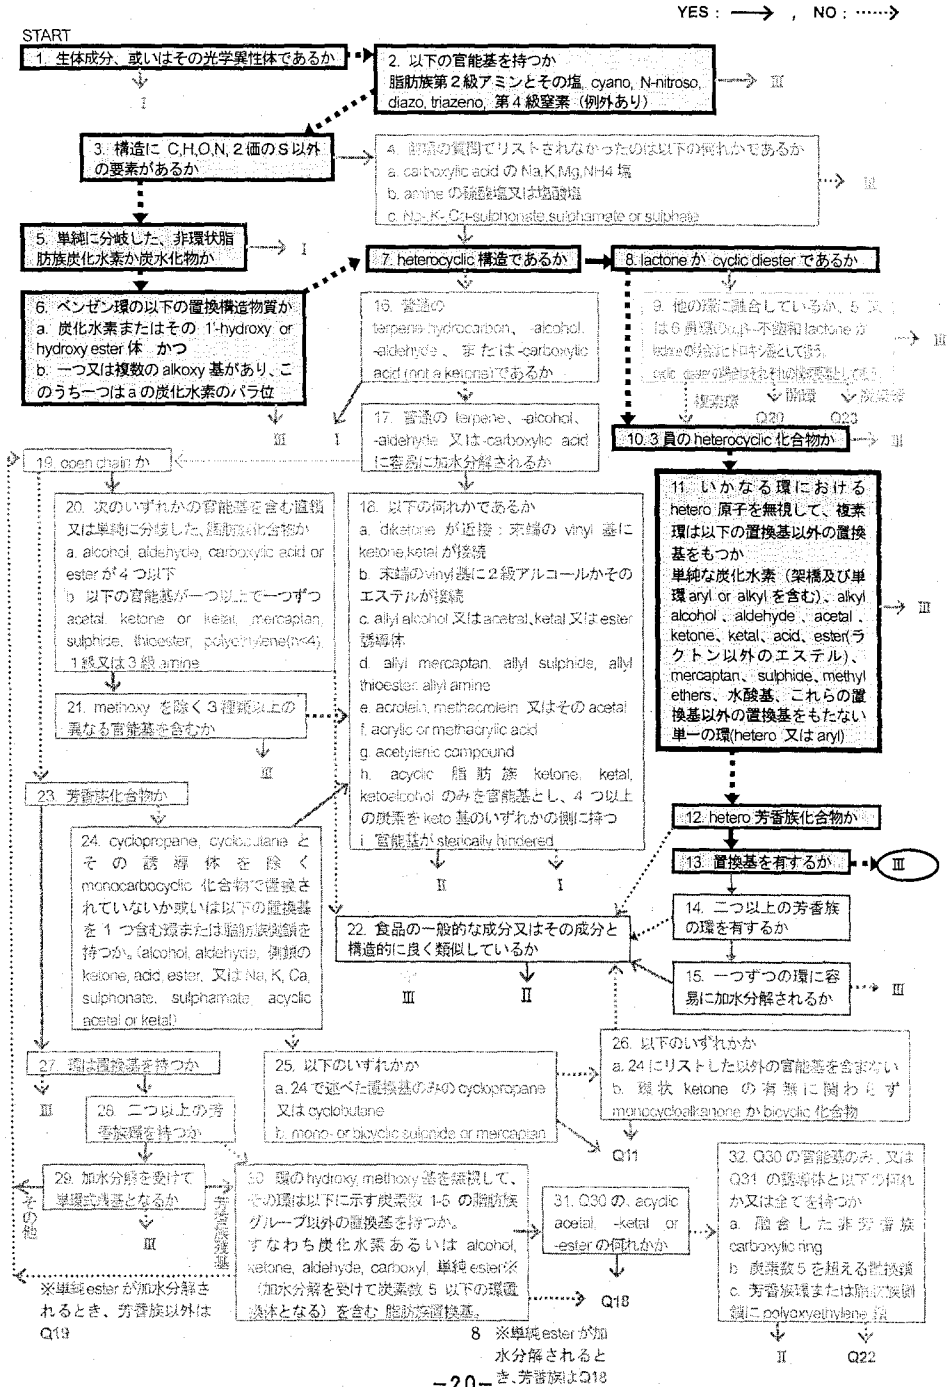 YES : → , NO : ⋯⋯>
START
1. 生体成分、或いはその光学異性体であるか
I
2. 以下の官能基を持つか
脂肪族第2級アミンとその塩, cyano, N-nitroso,
diazo, triazeno, 第4級窒素 (例外あり)
III
3. 構造に C,H,O,N, 2価のS以外
の要素があるか
4. 前項の質問でリストされなかったのは以下の何れかであるか
a. carboxylic acid の Na,K,Mg,NH4 塩
b. amine の硫酸塩又は塩酸塩
c. Na-,K-,Ca-sulphonate,sulphamate or sulphate
III
5. 単純に分岐した、非環状脂
肪族炭化水素か炭水化物か
I
6. ベンゼン環の以下の置換構造物質か
a. 炭化水素またはその 1'-hydroxy or
hydroxy ester 体 かつ
b. 一つ又は複数の alkoxy 基があり、こ
のうち一つは a の炭化水素のパラ位
III
7. heterocyclic 構造であるか
8. lactone か cyclic diester であるか
9. 他の環に融合しているか、5 又
は6員環の α,β-不飽和 lactone か
III
複素環
開環
Q20
Q23
10. 3 員の heterocyclic 化合物か
III
11. いかなる環における
hetero 原子を無視して、複素
環は以下の置換基以外の置換
基をもつか
単純な炭化水素（架橋及び単
環 aryl or alkyl を含む）、alkyl
alcohol、aldehyde、acetal、
ketone、ketal、acid、ester(ラ
クトン以外のエステル)、
mercaptan、sulphide、methyl
ethers、水酸基、これらの置
換基以外の置換基をもたない
単一の環(hetero 又は aryl)
III
12. hetero 芳香族化合物か
13. 置換基を有するか
III
14. 二つ以上の芳香族
の環を有するか
15. 一つずつの環に容
易に加水分解されるか
III
16. 普通の
terpene hydrocarbon、-alcohol、
-aldehyde、または-carboxylic
acid (not a ketone)であるか
I
17. 普通の terpene, -alcohol,
-aldehyde 又は-carboxylic acid
に容易に加水分解されるか
18. 以下の何れかであるか
a. diketone が近接；末端の vinyl 基に
ketone,ketal が接続
b. 末端の vinyl 基に2級アルコールかその
エステルが接続
c. allyl alcohol 又は acetral,ketal 又は ester
誘導体
d. allyl mercaptan, allyl sulphide, allyl
thioester, allyl amine
e. acrolein, methacrolein 又はその acetal
f. acrylic or methacrylic acid
g. acetylenic compound
h. acyclic 脂肪族 ketone, ketal,
ketoalcohol のみを官能基とし、4 つ以上
の炭素を keto 基のいずれかの側に持つ
i. 官能基が sterically hindered
II
I
19. open chain か
20. 次のいずれかの官能基を含む直鎖
又は単純に分岐した、脂肪族化合物か
a. alcohol, aldehyde, carboxylic acid or
ester が 4 つ以下
b. 以下の官能基が一つ以上で一つずつ
acetal, ketone or ketal, mercaptan,
sulphide, thioester, polyethylene(n<4),
1級又は3級 amine
21. methoxy を除く3種類以上の
異なる官能基を含むか
III
22. 食品の一般的な成分又はその成分と
構造的に良く類似しているか
III
II
23. 芳香族化合物か
24. cyclopropane, cyclobutane と
その誘導体を除く
monocarbocyclic 化合物で置換さ
れていないか或いは以下の置換基
を 1 つ含む環または脂肪族側鎖を
持つか。(alcohol, aldehyde, 側鎖の
ketone, acid, ester, 又は Na, K, Ca,
sulphonate, sulphamate, acyclic
acetal or ketal)
25. 以下のいずれかか
a. 24 で述べた置換基のみの cyclopropane
又は cyclobutane
b. mono- or bicyclic sulphide or mercaptan
26. 以下のいずれかか
a. 24 にリストした以外の官能基を含まない
b. 環状 ketone の有無に関わらず
monocycloalkanone か bicyclic 化合物
Q11
27. 環は置換基を持つか
III
28. 二つ以上の芳
香族環を持つか
29. 加水分解を受けて
単環式残基となるか
III
その他
芳香族残基
30. 環の hydroxy, methoxy 基を無視して、
その環は以下に示す炭素数 1-5 の脂肪族
グループ以外の置換基を持つか。
すなわち炭化水素あるいは alcohol,
ketone, aldehyde, carboxyl, 単純 ester※
(加水分解を受けて炭素数 5 以下の環置
換体となる) を含む 脂肪族置換基。
Q18
31. Q30 の、acyclic
acetal, -ketal or
-ester の何れかか
32. Q30 の官能基のみ、又は
Q31 の誘導体と以下の何れ
か又は全てを持つか
a. 融合した非芳香族
carboxylic ring
b. 炭素数 5 を超える置換鎖
c. 芳香族環または脂肪族側
鎖に polyoxyethylene 鎖
II
Q22
※単純 ester が加水分解さ
れるとき、芳香族以外は
Q19
8
※単純 ester が加
水分解されると
き、芳香族は Q18
-20-